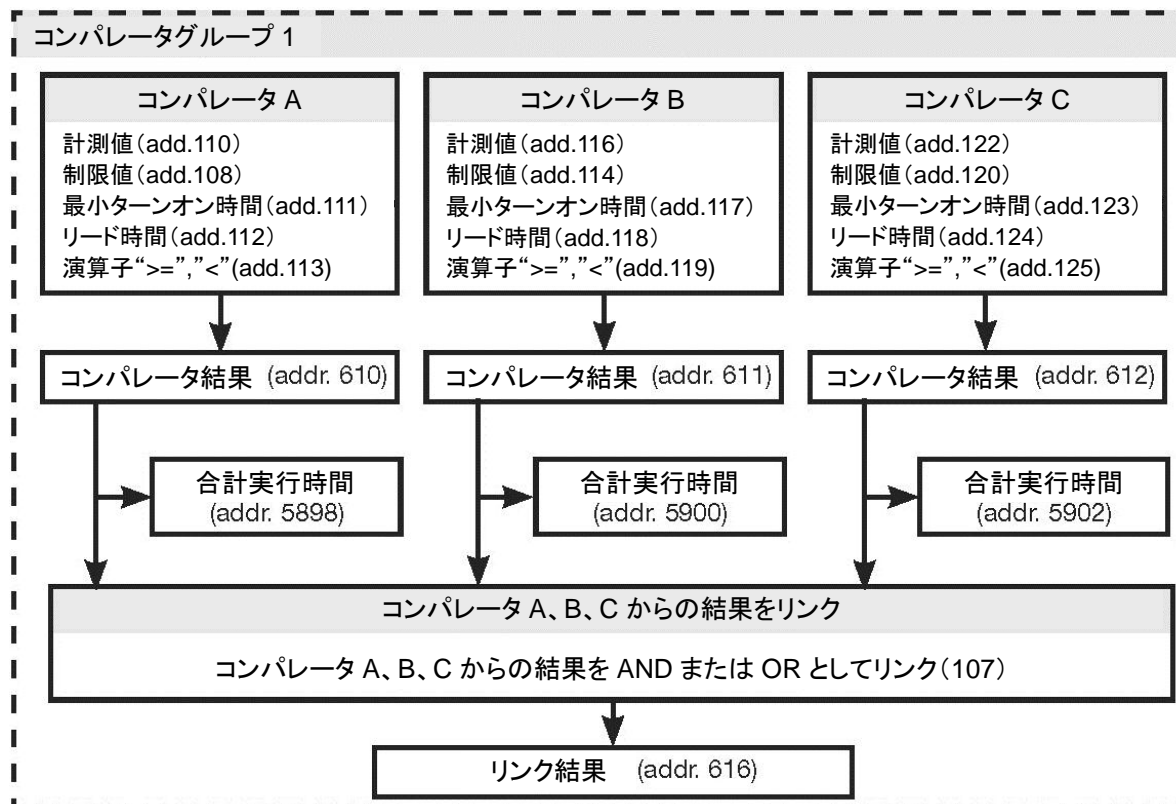 コンパレータグループ 1
コンパレータ A
計測値(add.110)
制限値(add.108)
最小ターンオン時間(add.111)
リード時間(add.112)
演算子“>=”,”<”(add.113)
コンパレータ B
計測値(add.116)
制限値(add.114)
最小ターンオン時間(add.117)
リード時間(add.118)
演算子“>=”,”<”(add.119)
コンパレータ C
計測値(add.122)
制限値(add.120)
最小ターンオン時間(add.123)
リード時間(add.124)
演算子“>=”,”<”(add.125)
コンパレータ結果 (addr. 610)
コンパレータ結果 (addr. 611)
コンパレータ結果 (addr. 612)
合計実行時間
(addr. 5898)
合計実行時間
(addr. 5900)
合計実行時間
(addr. 5902)
コンパレータ A、B、C からの結果をリンク
コンパレータ A、B、C からの結果を AND または OR としてリンク(107)
リンク結果 (addr. 616)